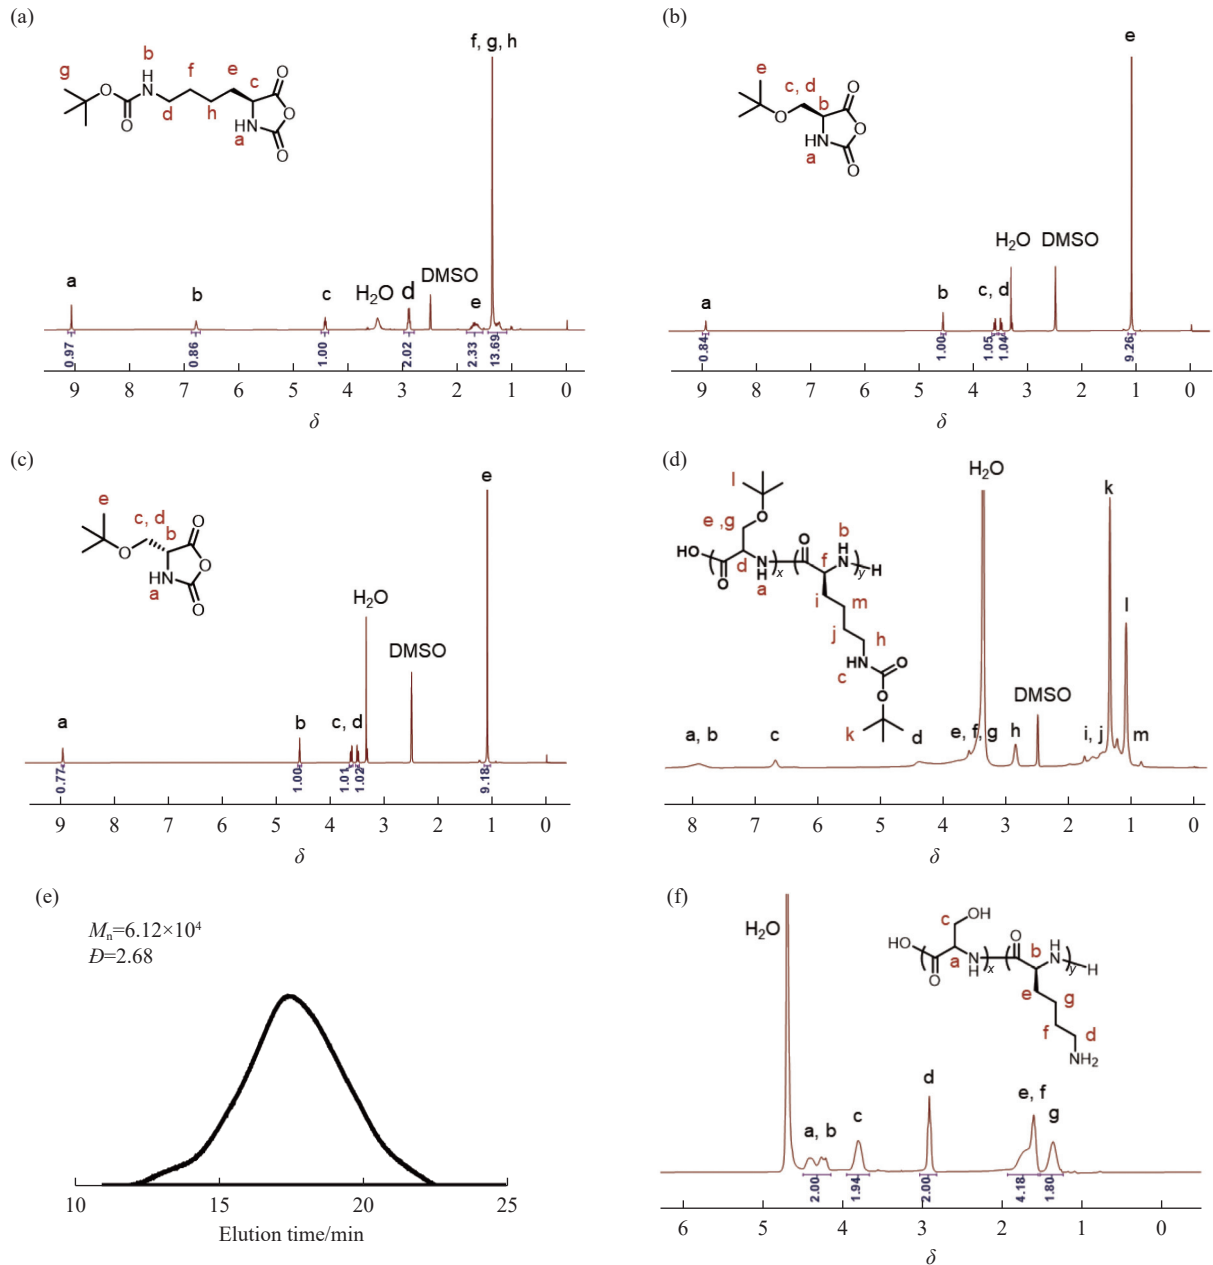 (a)
f, g, h
b
H
N
g
O
O
f
e
c
O
O
O
d
h
HN
a
a
b
c
H₂O
d
DMSO
e
0.97
0.86
1.00
2.02
2.33
13.69
9 8 7 6 5 4 3 2 1 0
δ
(b)
e
e
c, d
b
O
O
O
O
HN
a
H₂O
DMSO
a
b
c, d
0.84
1.00
1.05
1.04
9.26
9 8 7 6 5 4 3 2 1 0
δ
(c)
e
e
c, d
b
O
O
O
O
HN
a
H₂O
DMSO
a
b
c, d
0.77
1.00
1.01
1.02
9.18
9 8 7 6 5 4 3 2 1 0
δ
(d)
H₂O
l
O
e ,g
O
b
H
N
HO
d
N
H
x
f
y
H
O
a
i
m
j
h
HN
O
c
O
k
k
l
DMSO
a, b
c
d
e, f, g
h
i, j
m
8 7 6 5 4 3 2 1 0
δ
(e)
Mₙ=6.12×10⁴
Đ=2.68
10 15 20 25
Elution time/min
(f)
H₂O
OH
c
O
b
H
N
HO
a
N
H
x
y
H
O
e
g
f
d
NH₂
d
e, f
a, b
c
g
2.00
1.94
2.00
4.18
1.80
6 5 4 3 2 1 0
δ